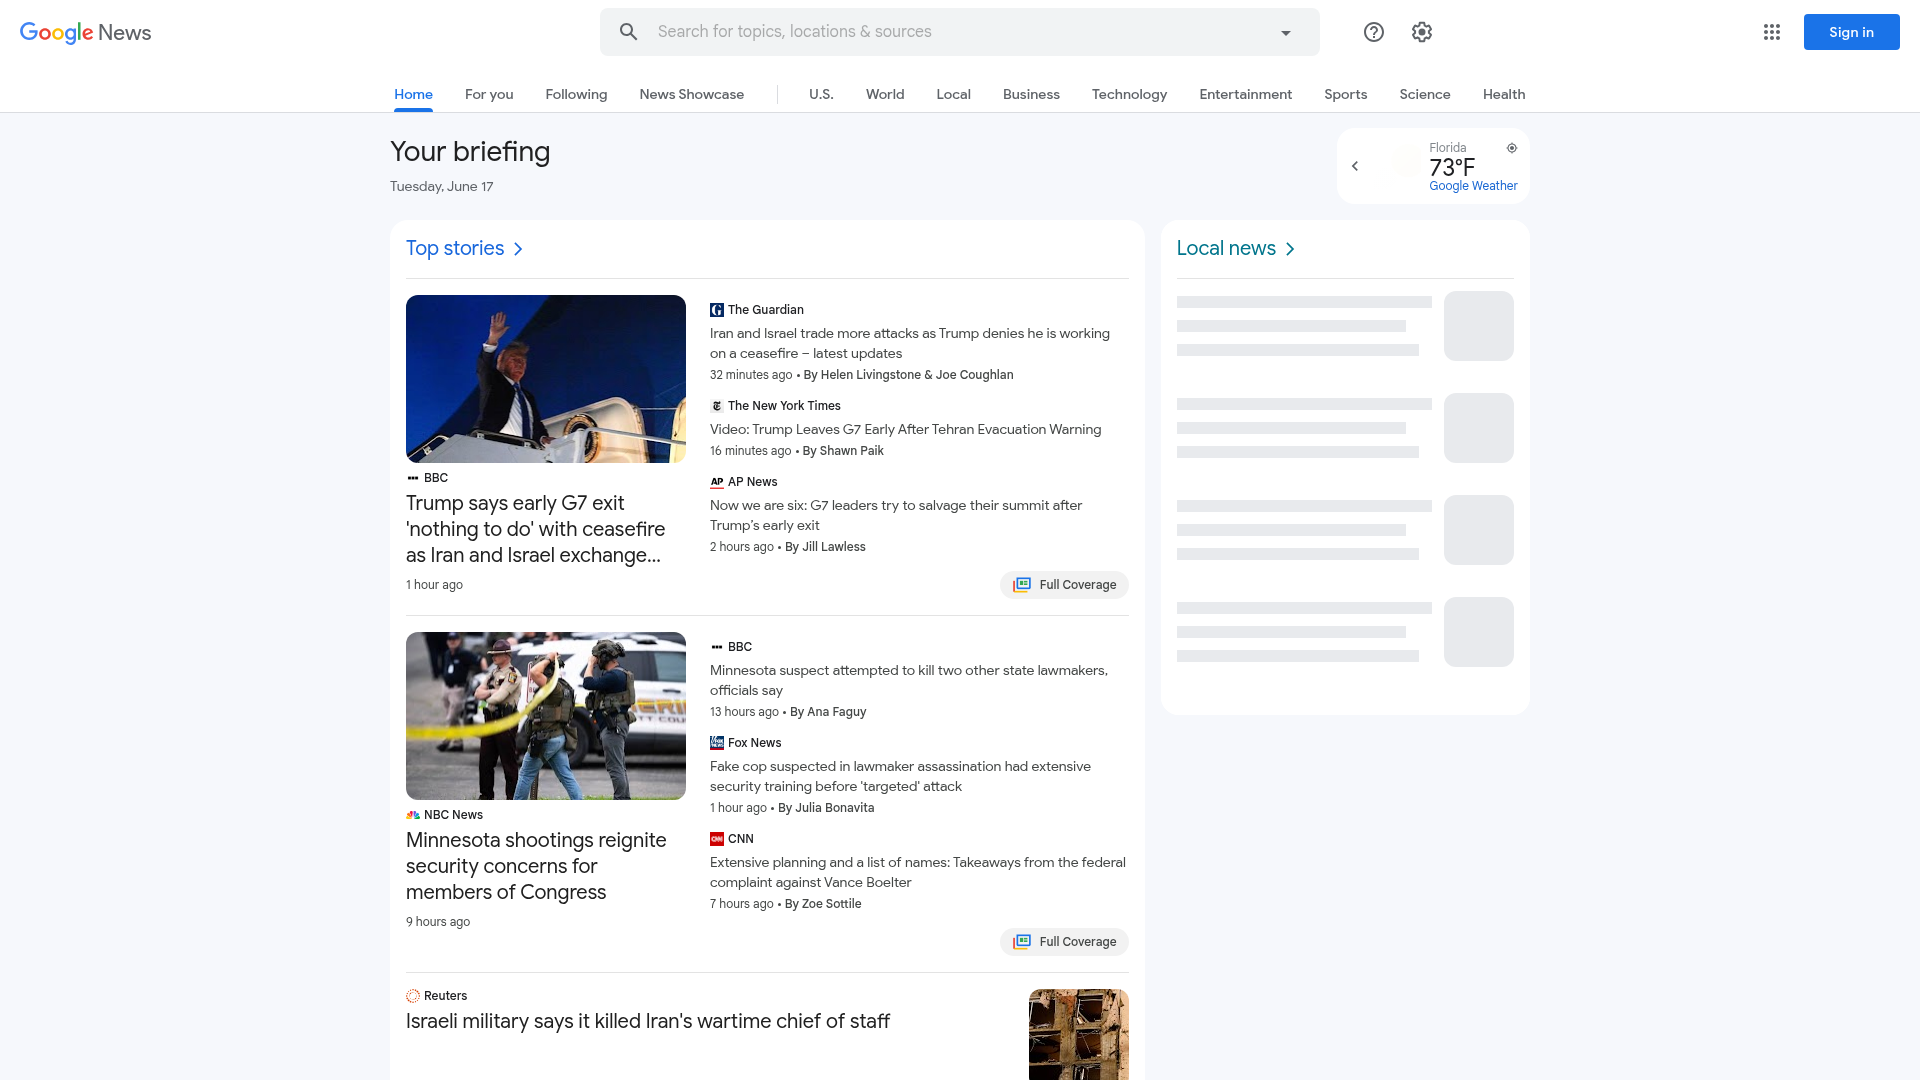 Google News
Search for topics, locations & sources
Sign in
Home
For you
Following
News Showcase
U.S.
World
Local
Business
Technology
Entertainment
Sports
Science
Health
Your briefing
Tuesday, June 17
Florida
73°F
Google Weather
Top stories
BBC
Trump says early G7 exit
'nothing to do' with ceasefire
as Iran and Israel exchange...
1 hour ago
The Guardian
Iran and Israel trade more attacks as Trump denies he is working
on a ceasefire – latest updates
32 minutes ago • By Helen Livingstone & Joe Coughlan
The New York Times
Video: Trump Leaves G7 Early After Tehran Evacuation Warning
16 minutes ago • By Shawn Paik
AP News
Now we are six: G7 leaders try to salvage their summit after
Trump’s early exit
2 hours ago • By Jill Lawless
Full Coverage
NBC News
Minnesota shootings reignite
security concerns for
members of Congress
9 hours ago
BBC
Minnesota suspect attempted to kill two other state lawmakers,
officials say
13 hours ago • By Ana Faguy
Fox News
Fake cop suspected in lawmaker assassination had extensive
security training before 'targeted' attack
1 hour ago • By Julia Bonavita
CNN
Extensive planning and a list of names: Takeaways from the federal
complaint against Vance Boelter
7 hours ago • By Zoe Sottile
Full Coverage
Reuters
Israeli military says it killed Iran's wartime chief of staff
Local news